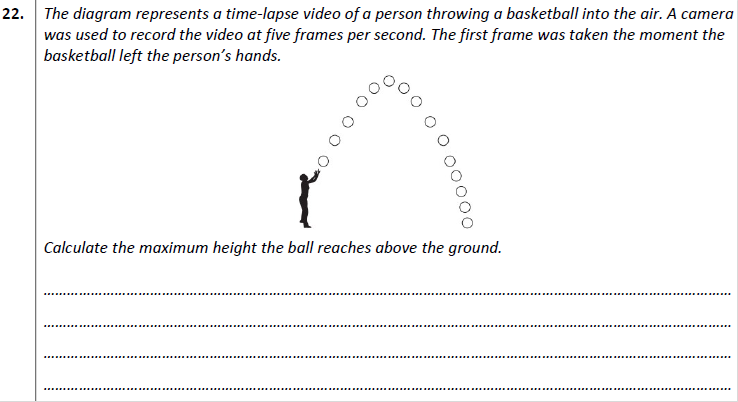 22. The diagram represents a time-lapse video of a person throwing a basketball into the air. A camera
was used to record the video at five frames per second. The first frame was taken the moment the
basketball left the person's hands.
Calculate the maximum height the ball reaches above the ground.